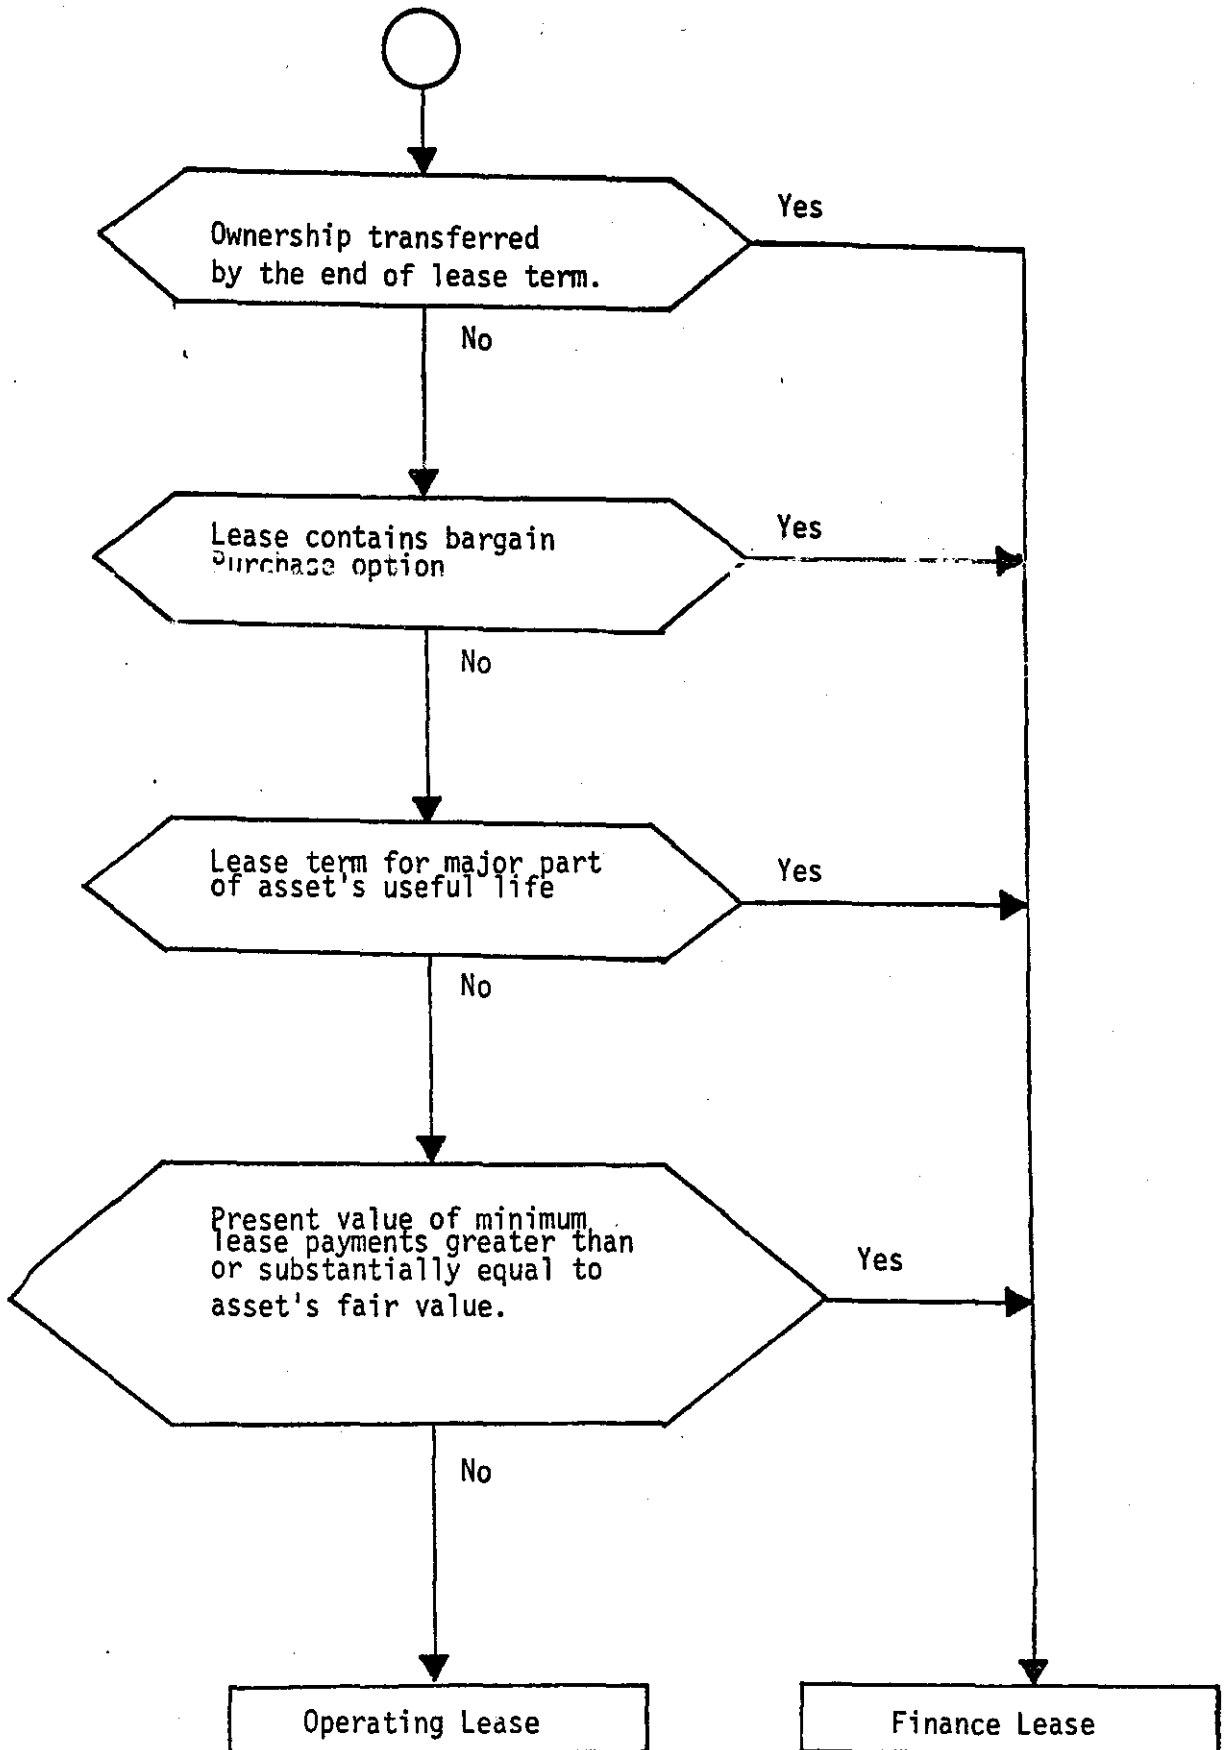 Yes
Ownership transferred
by the end of lease term.
No
Lease contains bargain
Purchase option
Yes
No
Lease term for major part
of asset's useful life
Yes
No
Present value of minimum
lease payments greater than
or substantially equal to
asset's fair value.
Yes
No
Operating Lease
Finance Lease